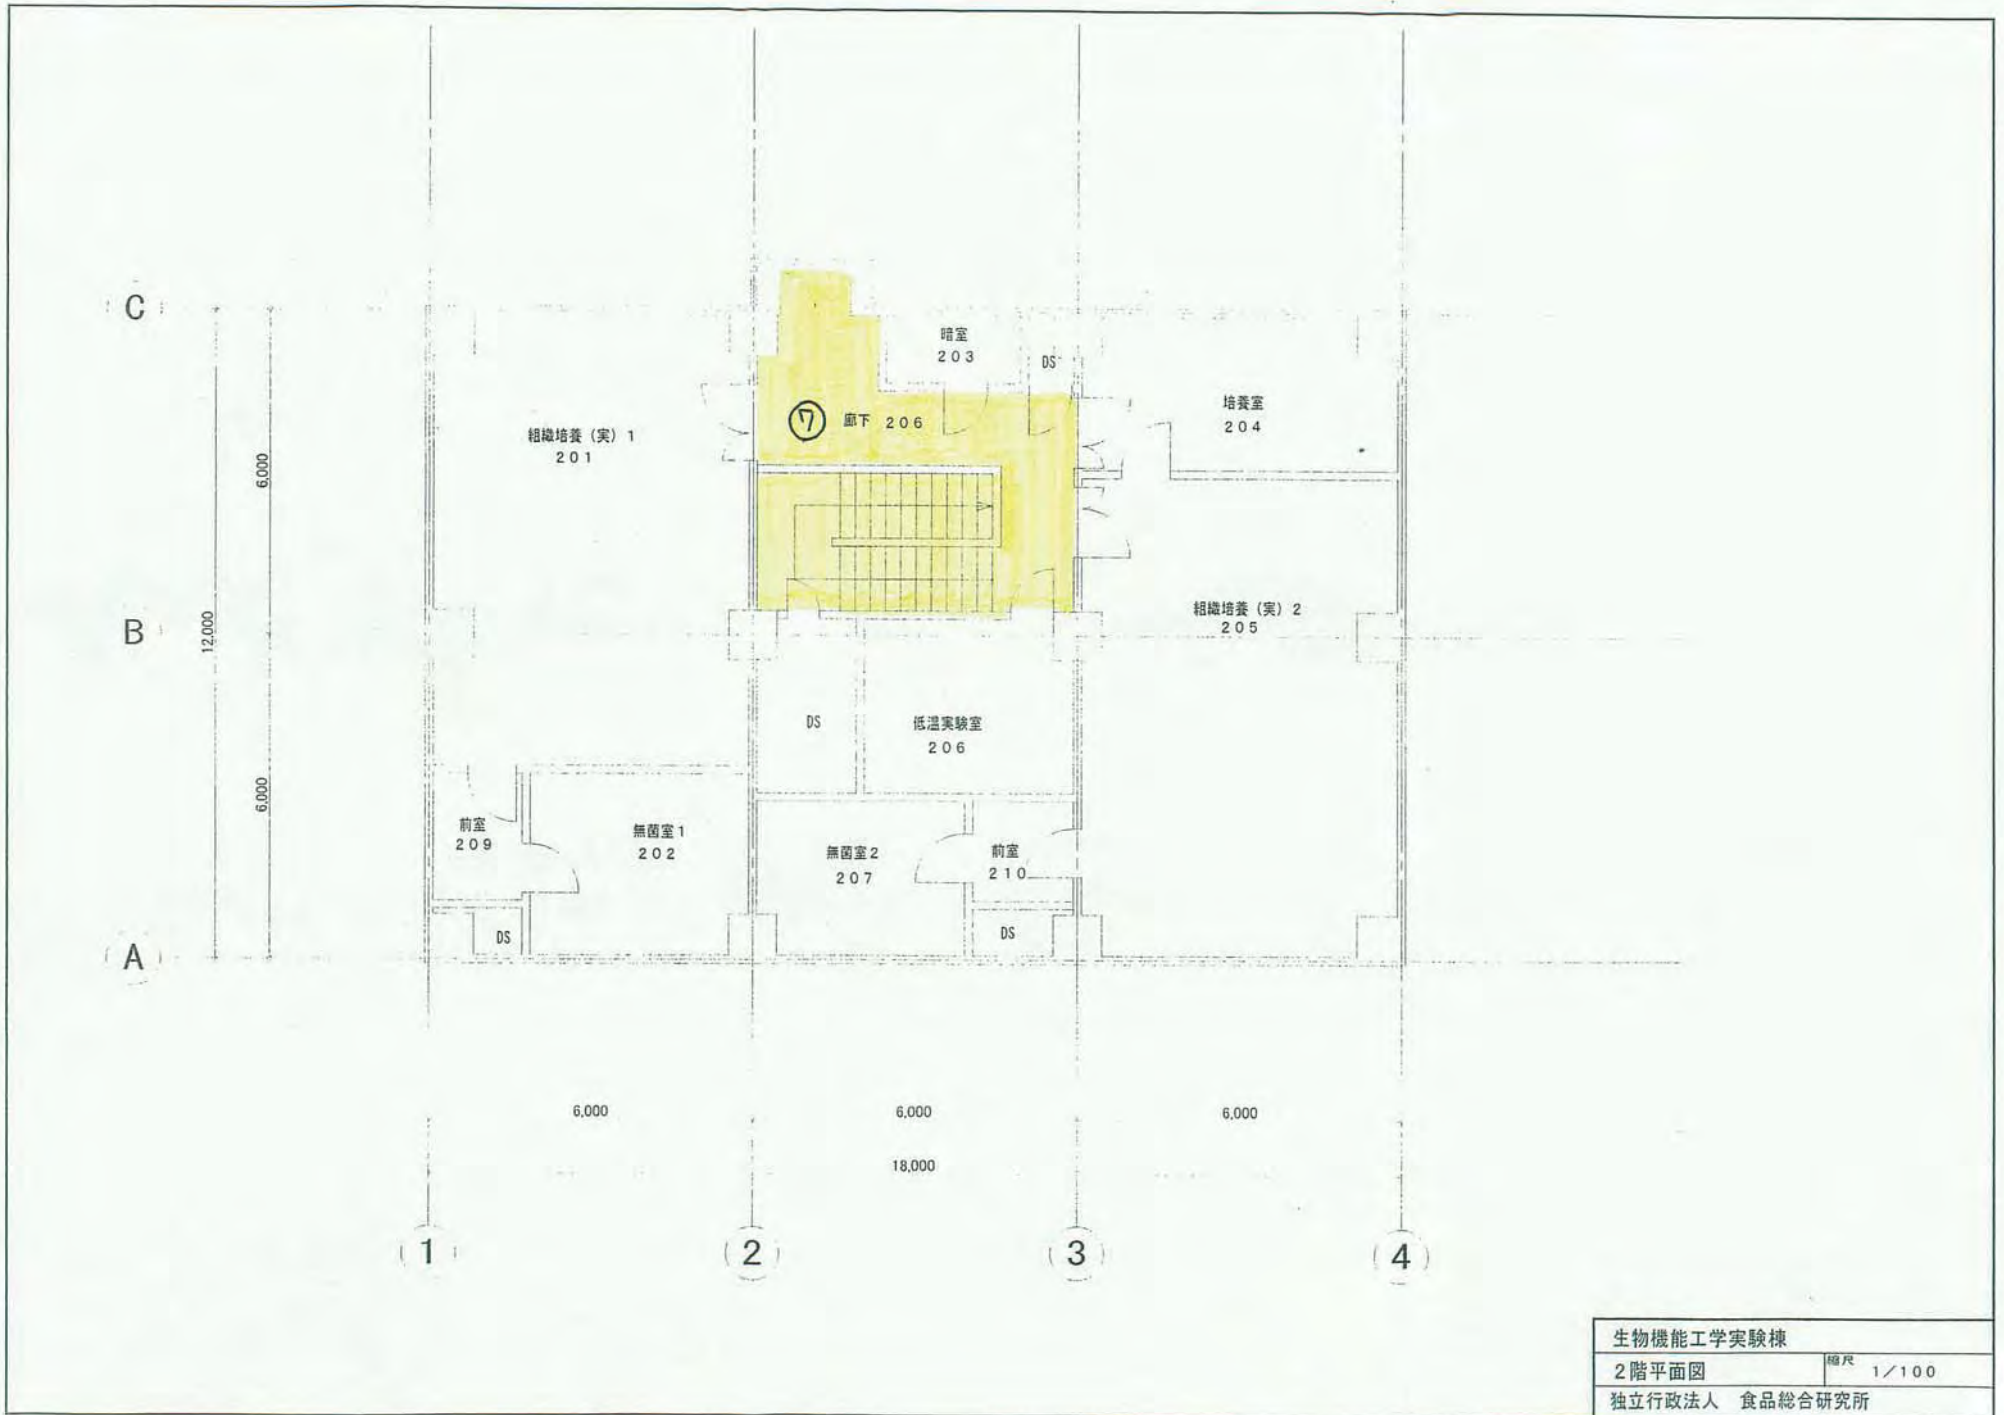 C
暗室
203
DS
培養室
204
⑦ 廊下 206
組織培養(実)1
201
6,000
12,000
B
組織培養(実)2
205
DS
低温実験室
206
6,000
前室
209
無菌室1
202
無菌室2
207
前室
210
DS
DS
A
6,000
6,000
6,000
18,000
1
2
3
4
生物機能工学実験棟
2階平面図
縮尺 1/100
独立行政法人 食品総合研究所